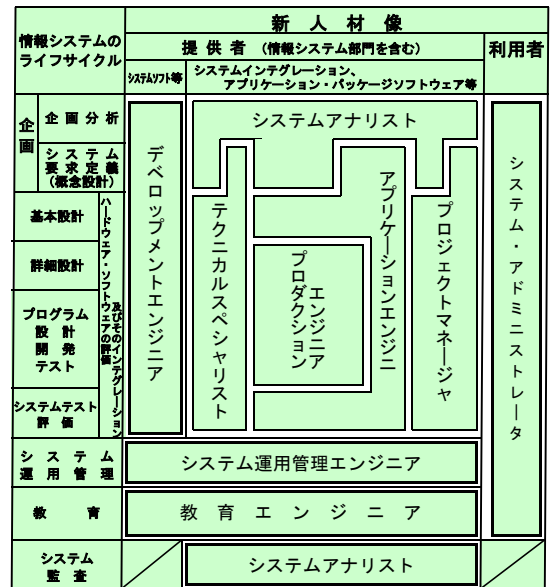 情報システムの
ライフサイクル
新人材像
提供者 (情報システム部門を含む)
利用者
システムソフト等
システムインテグレーション、
アプリケーション・パッケージソフトウェア等
企画
企画分析
システム
要求定義
(概念設計)
基本設計
詳細設計
プログラム
設計
開発
テスト
システムテスト
評価
ハードウェア・ソフトウェアの評価
及びそのインテグレーション
デベロップメントエンジニア
システムアナリスト
テクニカルスペシャリスト
プロダクション
エンジニア
アプリケーションエンジニ
プロジェクトマネージャ
システム・アドミニストレータ
システム
運用管理
システム運用管理エンジニア
教育
教育エンジニア
システム
監査
システムアナリスト